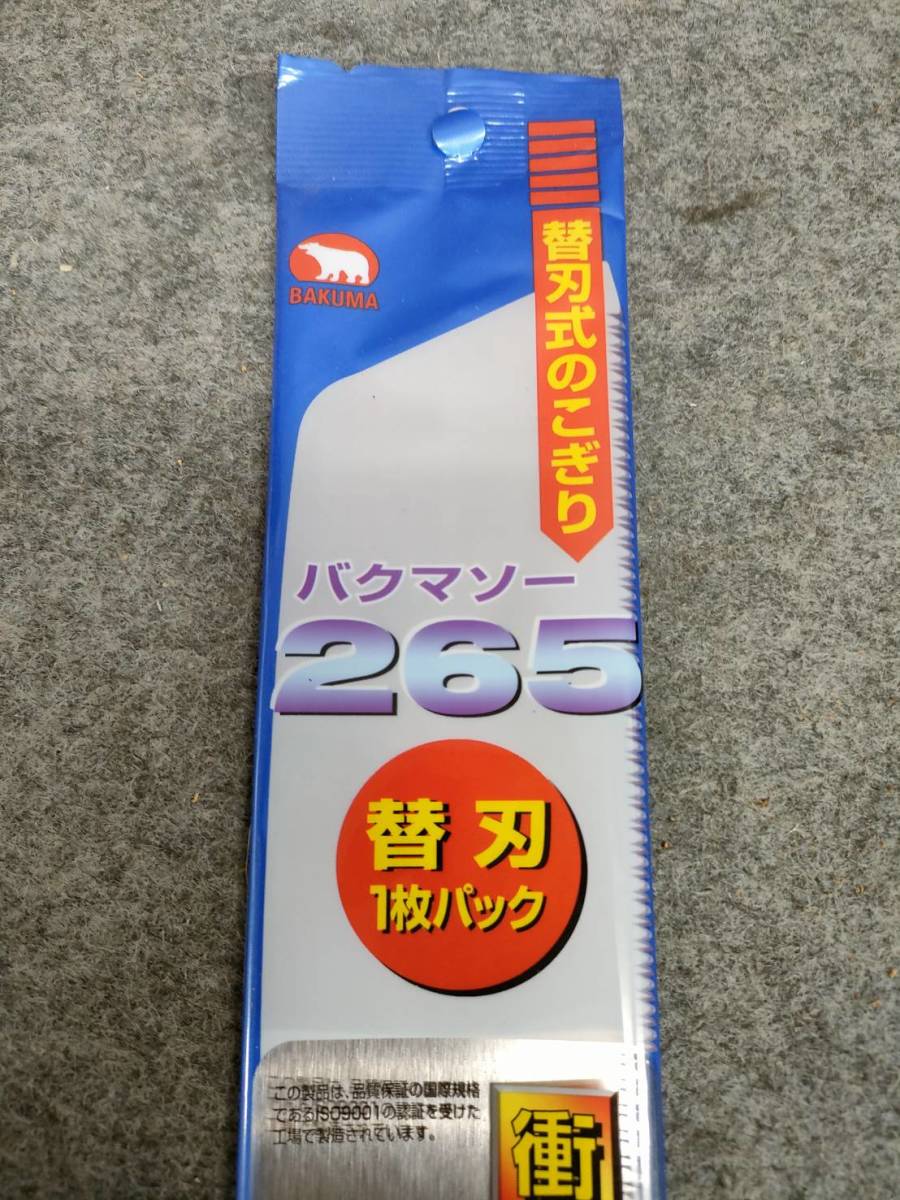 BAKUMA
替刃式のこぎり
バクマソー
265
替刃
1枚パック
この製品は、品質保証の国際規格
であるISO9001の認証を受けた
工場で製造されています。
衝